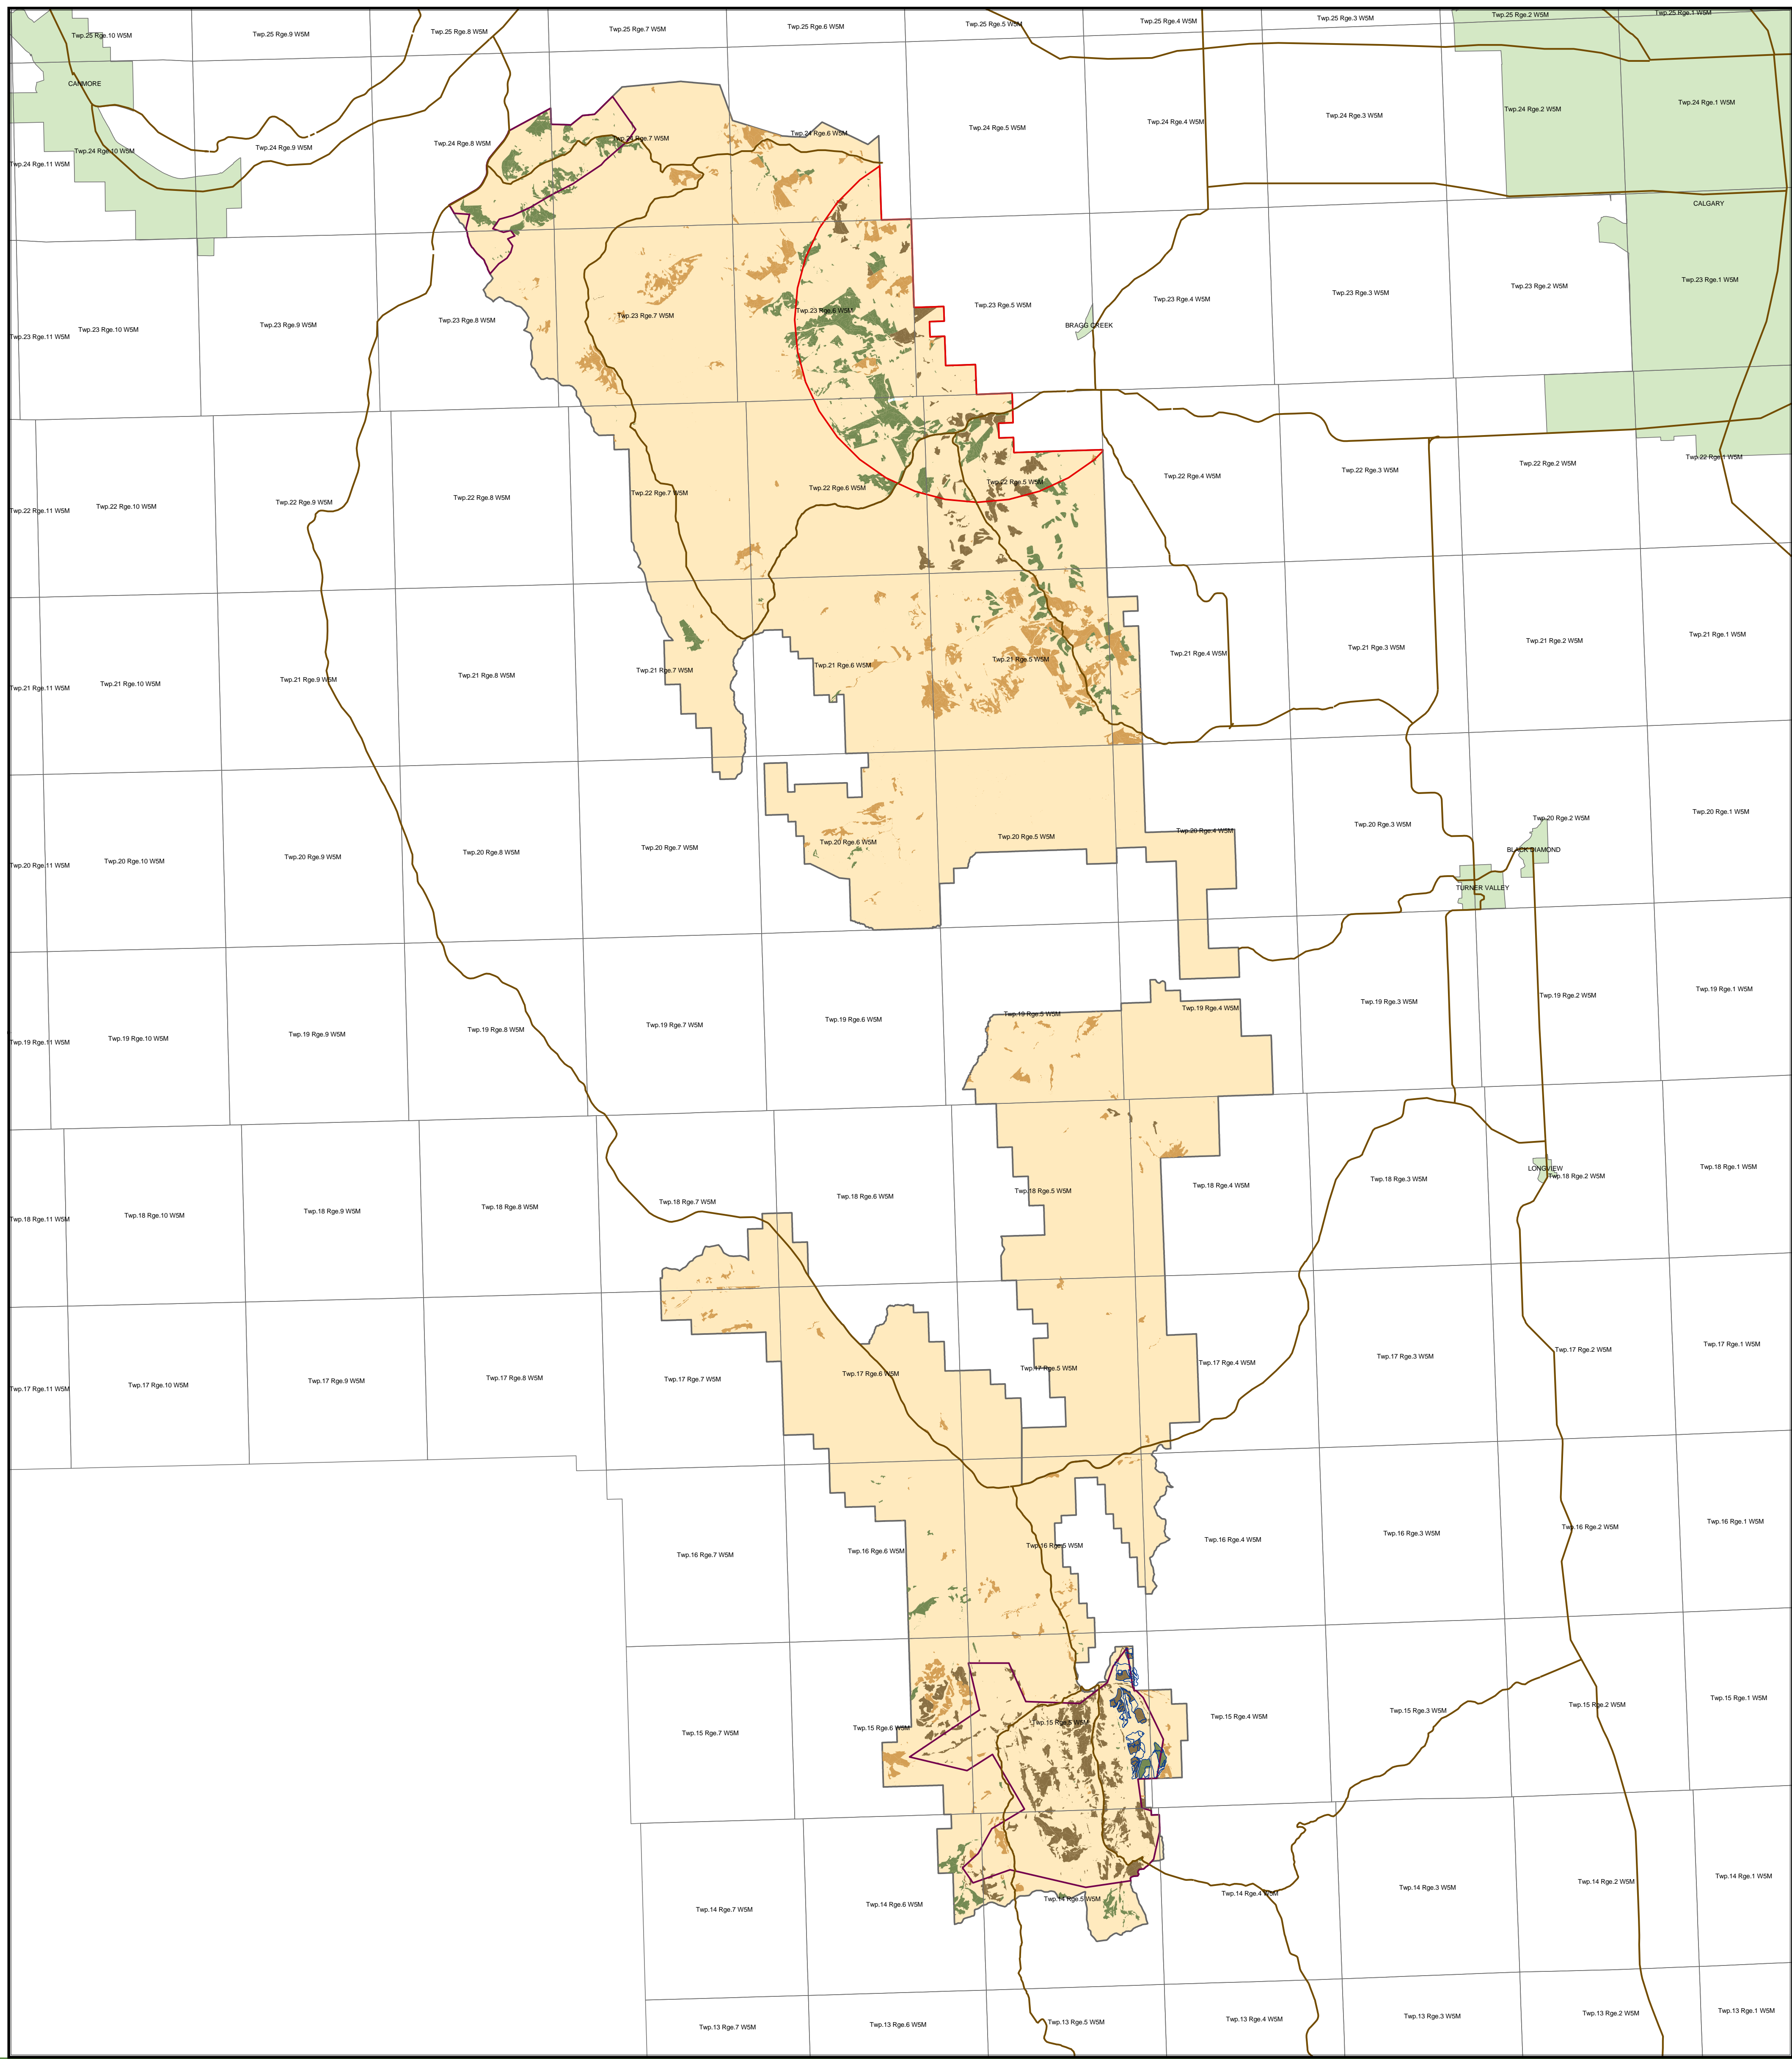 Twp.25 Rge.10 W5M
Twp.25 Rge.9 W5M
Twp.25 Rge.8 W5M
Twp.25 Rge.7 W5M
Twp.25 Rge.6 W5M
Twp.25 Rge.5 W5M
Twp.25 Rge.4 W5M
Twp.25 Rge.3 W5M
Twp.25 Rge.2 W5M
Twp.25 Rge.1 W5M
CANMORE
Twp.24 Rge.11 W5M
Twp.24 Rge.10 W5M
Twp.24 Rge.9 W5M
Twp.24 Rge.8 W5M
Twp.24 Rge.7 W5M
Twp.24 Rge.6 W5M
Twp.24 Rge.5 W5M
Twp.24 Rge.4 W5M
Twp.24 Rge.3 W5M
Twp.24 Rge.2 W5M
Twp.24 Rge.1 W5M
CALGARY
Twp.23 Rge.11 W5M
Twp.23 Rge.10 W5M
Twp.23 Rge.9 W5M
Twp.23 Rge.8 W5M
Twp.23 Rge.7 W5M
Twp.23 Rge.6 W5M
Twp.23 Rge.5 W5M
BRAGG CREEK
Twp.23 Rge.4 W5M
Twp.23 Rge.3 W5M
Twp.23 Rge.2 W5M
Twp.23 Rge.1 W5M
Twp.22 Rge.11 W5M
Twp.22 Rge.10 W5M
Twp.22 Rge.9 W5M
Twp.22 Rge.8 W5M
Twp.22 Rge.7 W5M
Twp.22 Rge.6 W5M
Twp.22 Rge.5 W5M
Twp.22 Rge.4 W5M
Twp.22 Rge.3 W5M
Twp.22 Rge.2 W5M
Twp.22 Rge.1 W5M
Twp.21 Rge.11 W5M
Twp.21 Rge.10 W5M
Twp.21 Rge.9 W5M
Twp.21 Rge.8 W5M
Twp.21 Rge.7 W5M
Twp.21 Rge.6 W5M
Twp.21 Rge.5 W5M
Twp.21 Rge.4 W5M
Twp.21 Rge.3 W5M
Twp.21 Rge.2 W5M
Twp.21 Rge.1 W5M
Twp.20 Rge.11 W5M
Twp.20 Rge.10 W5M
Twp.20 Rge.9 W5M
Twp.20 Rge.8 W5M
Twp.20 Rge.7 W5M
Twp.20 Rge.6 W5M
Twp.20 Rge.5 W5M
Twp.20 Rge.4 W5M
Twp.20 Rge.3 W5M
Twp.20 Rge.2 W5M
Twp.20 Rge.1 W5M
BLACK DIAMOND
TURNER VALLEY
Twp.19 Rge.11 W5M
Twp.19 Rge.10 W5M
Twp.19 Rge.9 W5M
Twp.19 Rge.8 W5M
Twp.19 Rge.7 W5M
Twp.19 Rge.6 W5M
Twp.19 Rge.5 W5M
Twp.19 Rge.4 W5M
Twp.19 Rge.3 W5M
Twp.19 Rge.2 W5M
Twp.19 Rge.1 W5M
Twp.18 Rge.11 W5M
Twp.18 Rge.10 W5M
Twp.18 Rge.9 W5M
Twp.18 Rge.8 W5M
Twp.18 Rge.7 W5M
Twp.18 Rge.6 W5M
Twp.18 Rge.5 W5M
Twp.18 Rge.4 W5M
Twp.18 Rge.3 W5M
LONGVIEW
Twp.18 Rge.2 W5M
Twp.18 Rge.1 W5M
Twp.17 Rge.11 W5M
Twp.17 Rge.10 W5M
Twp.17 Rge.9 W5M
Twp.17 Rge.8 W5M
Twp.17 Rge.7 W5M
Twp.17 Rge.6 W5M
Twp.17 Rge.5 W5M
Twp.17 Rge.4 W5M
Twp.17 Rge.3 W5M
Twp.17 Rge.2 W5M
Twp.17 Rge.1 W5M
Twp.16 Rge.7 W5M
Twp.16 Rge.6 W5M
Twp.16 Rge.5 W5M
Twp.16 Rge.4 W5M
Twp.16 Rge.3 W5M
Twp.16 Rge.2 W5M
Twp.16 Rge.1 W5M
Twp.15 Rge.7 W5M
Twp.15 Rge.6 W5M
Twp.15 Rge.5 W5M
Twp.15 Rge.4 W5M
Twp.15 Rge.3 W5M
Twp.15 Rge.2 W5M
Twp.15 Rge.1 W5M
Twp.14 Rge.7 W5M
Twp.14 Rge.6 W5M
Twp.14 Rge.5 W5M
Twp.14 Rge.4 W5M
Twp.14 Rge.3 W5M
Twp.14 Rge.2 W5M
Twp.14 Rge.1 W5M
Twp.13 Rge.7 W5M
Twp.13 Rge.6 W5M
Twp.13 Rge.5 W5M
Twp.13 Rge.4 W5M
Twp.13 Rge.3 W5M
Twp.13 Rge.2 W5M
Twp.13 Rge.1 W5M